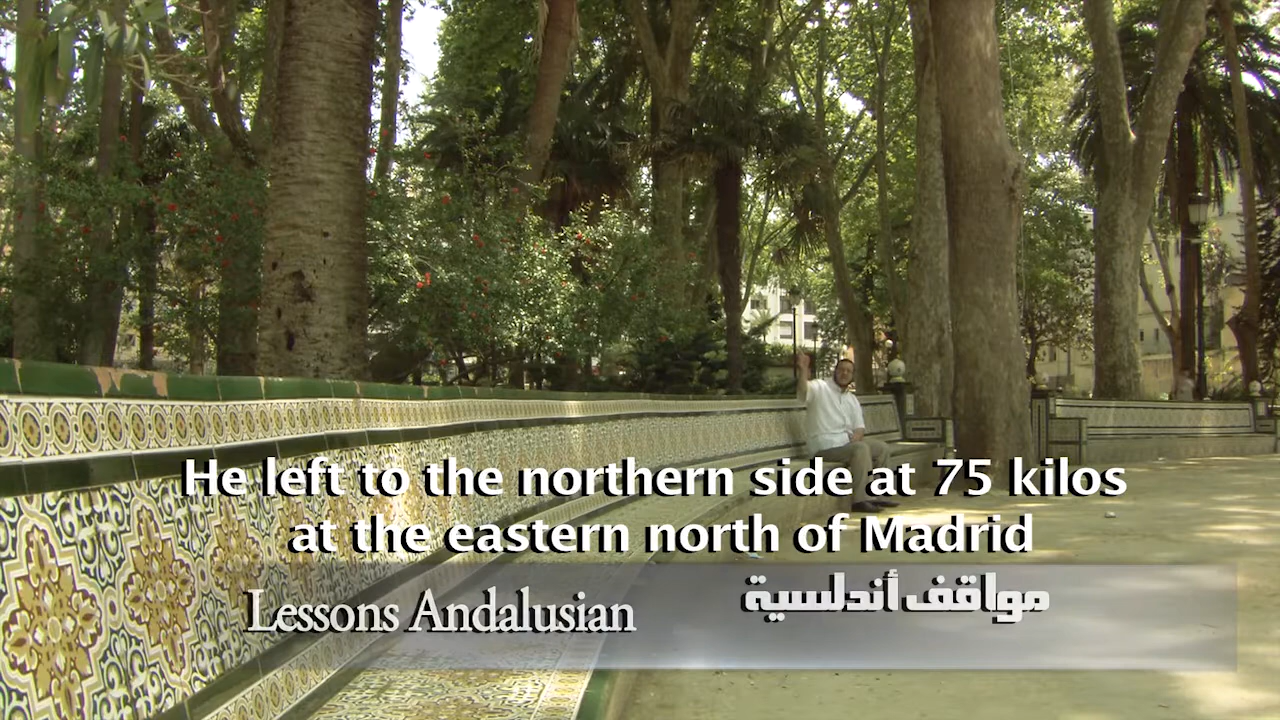 He left to the northern side at 75 kilos
at the eastern north of Madrid
Lessons Andalusian
مواقف أندلسية